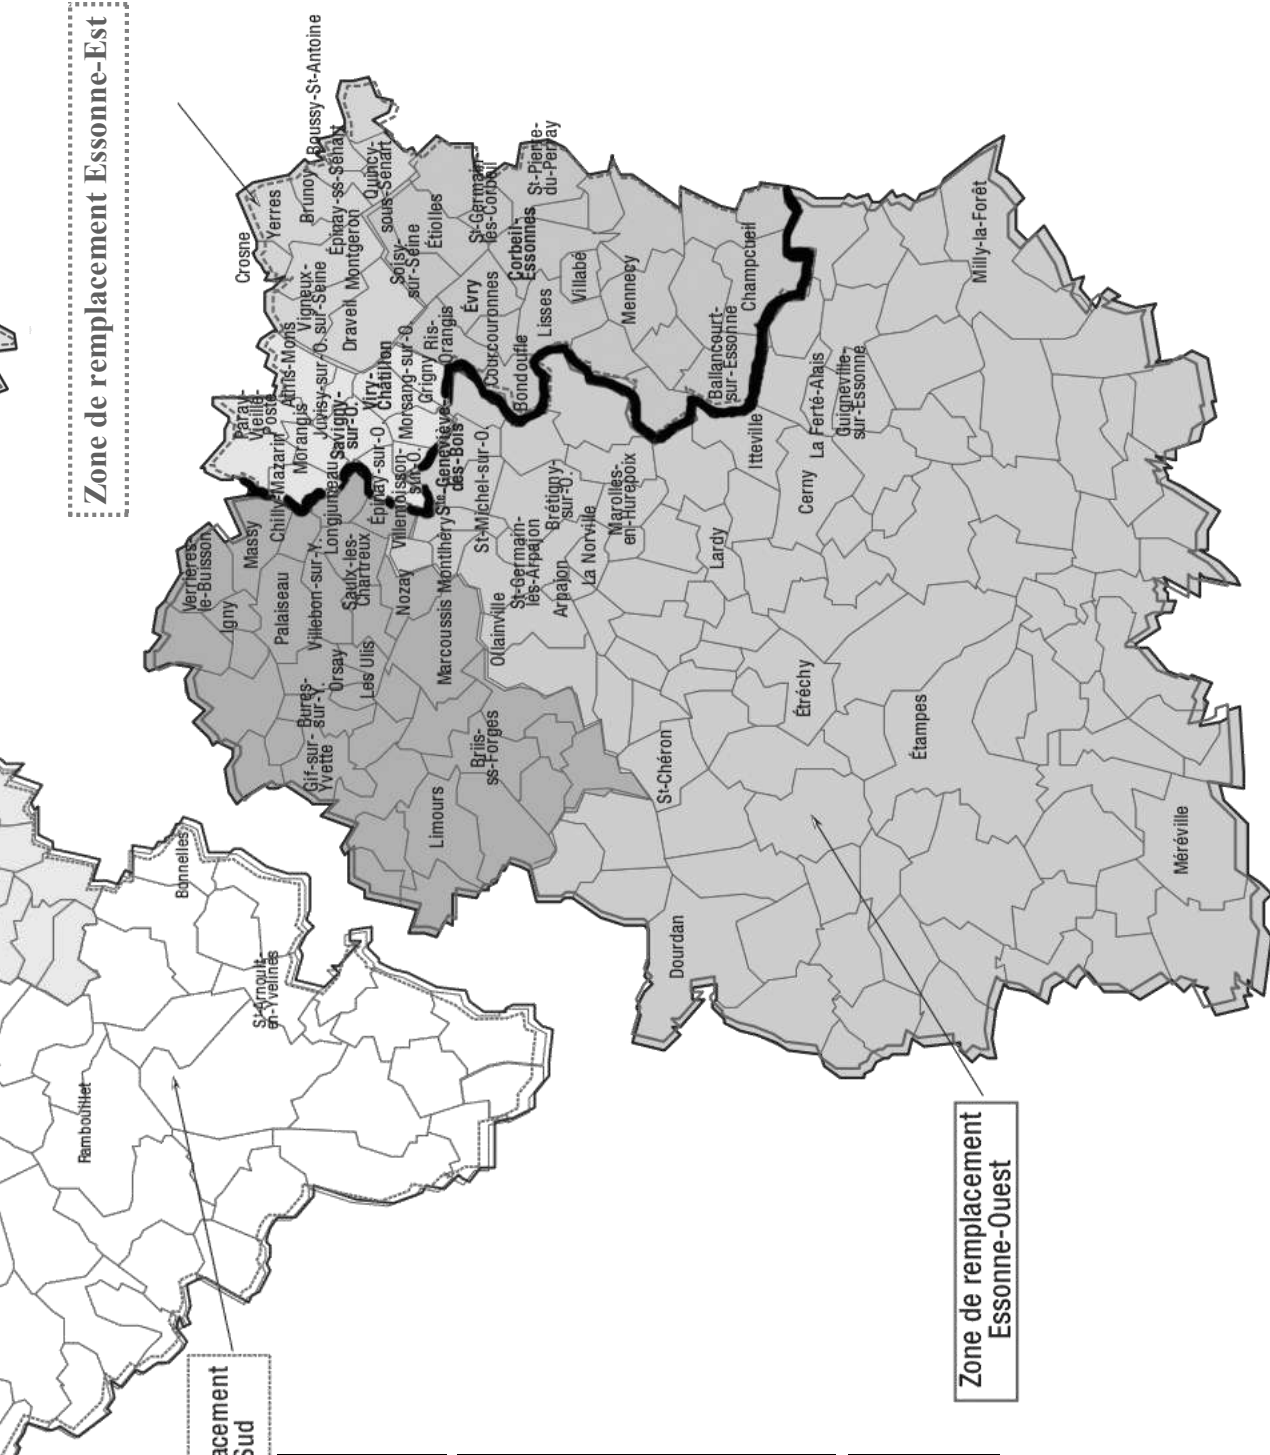 Zone de remplacement Essonne-Est
Boussy-St-Antoine
Épinay-ss-Sénart
Quincy-
sous-Sénart
Brunoy
Yerres
Crosne
Montgeron
Vigneux-
sur-Seine
Draveil
Soisy-
sur-Seine
Étiolles
St-Germain-
lès-Corbeil
St-Pierre-
du-Perray
Corbeil-
Essonnes
Évry
Courcouronnes
Lisses
Villabé
Mennecy
Bondoufle
Ris-
Orangis
Grigny
Viry-
Chatillon
Morsang-sur-O.
Juvisy-sur-O.
Athis-Mons
Paray-
Vieille-
Poste
Morangis
Savigny-
sur-O.
Chilly-Mazarin
Longjumeau
Épinay-sur-O.
Villemoisson-
sur-O.
Ste-Geneviève-
des-Bois
Ballancourt-
sur-Essonne
Champcueil
Milly-la-Forêt
La Ferté-Alais
Guigneville-
sur-Essonne
Itteville
Cerny
Lardy
Marolles-
en-Hurepoix
Brétigny-
sur-O.
La Norville
Arpajon
St-Germain-
lès-Arpajon
St-Michel-sur-O.
Montlhéry
Ollainville
Marcoussis
Nozay
Saulx-les-
Chartreux
Villebon-sur-Y.
Palaiseau
Massy
Verrières-
le-Buisson
Igny
Orsay
Les Ulis
Bures-
sur-Y.
Gif-sur-
Yvette
Briis-
ss-Forges
Limours
St-Chéron
Étréchy
Étampes
Méréville
Dourdan
Bonnelles
St-Arnoult-
en-Yvelines
Rambouillet
Zone de remplacement
Essonne-Ouest
acement
Sud